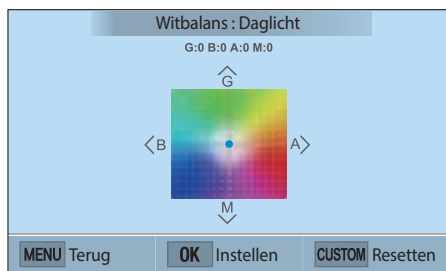 Witbalans : Daglicht
G:0 B:0 A:0 M:0
G
B A
M
MENU Terug OK Instellen CUSTOM Resetten